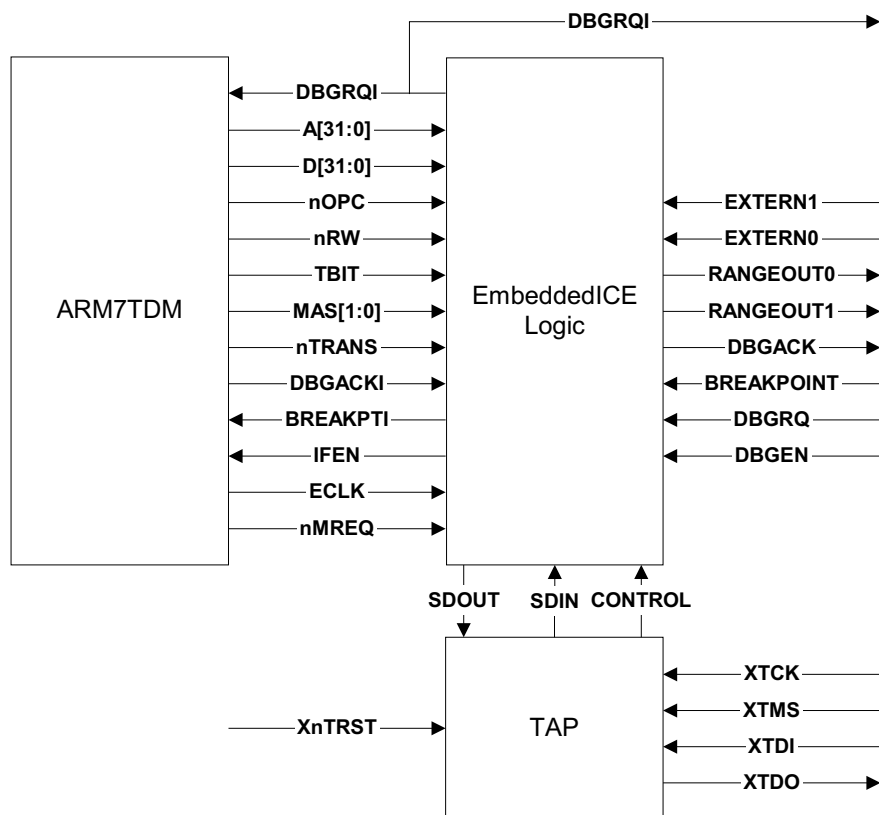 DBGRQI
DBGRQI
A[31:0]
D[31:0]
nOPC
nRW
TBIT
MAS[1:0]
nTRANS
DBGACKI
BREAKPTI
IFEN
ECLK
nMREQ
ARM7TDM
EmbeddedICE
Logic
EXTERN1
EXTERN0
RANGEOUT0
RANGEOUT1
DBGACK
BREAKPOINT
DBGRQ
DBGEN
SDOUT
SDIN
CONTROL
XnTRST
TAP
XTCK
XTMS
XTDI
XTDO